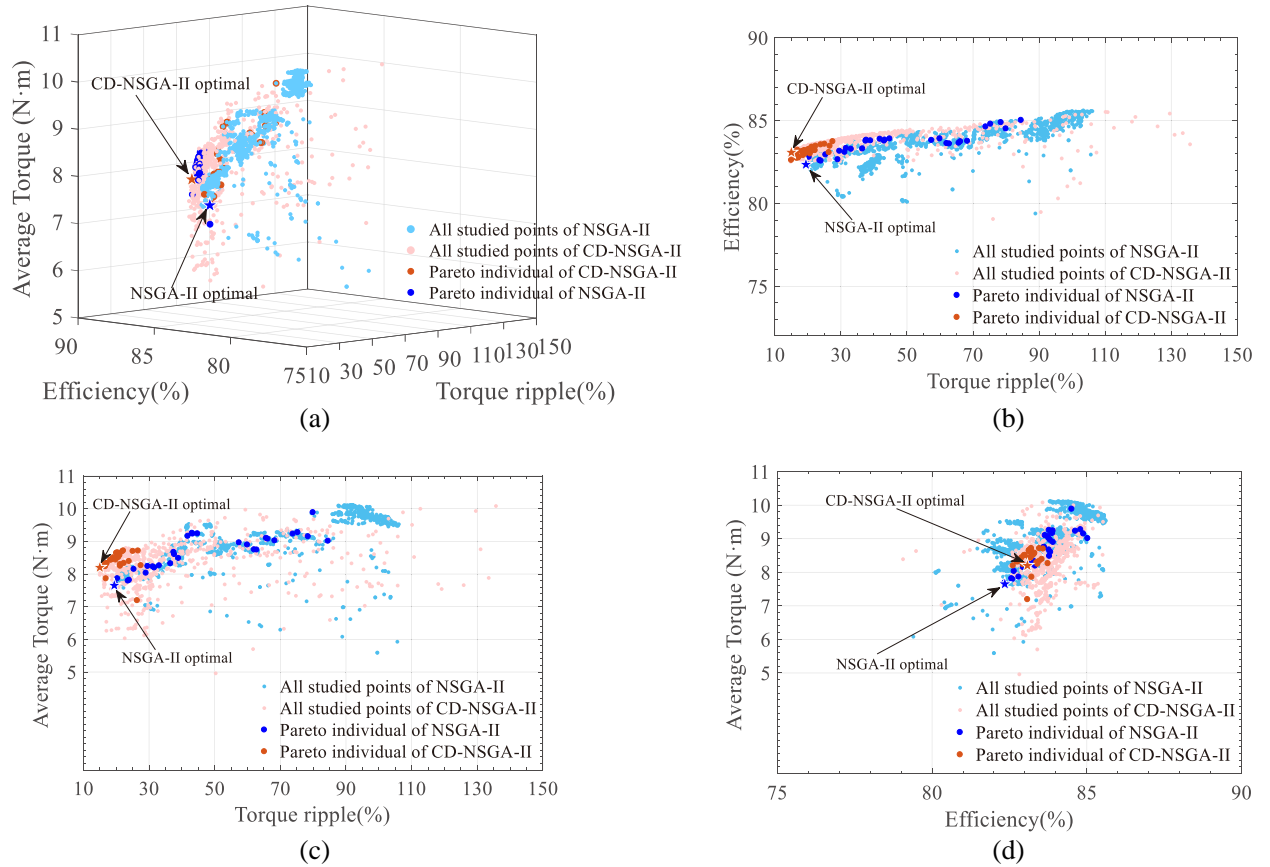 11
10
9
8
7
6
5
Average Torque (N·m)
CD-NSGA-II optimal
NSGA-II optimal
All studied points of NSGA-II
All studied points of CD-NSGA-II
Pareto individual of CD-NSGA-II
Pareto individual of NSGA-II
90
85
80
75
10 30 50 70 90 110 130 150
Efficiency(%)
Torque ripple(%)
(a)
90
85
80
75
Efficiency(%)
CD-NSGA-II optimal
NSGA-II optimal
All studied points of NSGA-II
All studied points of CD-NSGA-II
Pareto individual of NSGA-II
Pareto individual of CD-NSGA-II
10 30 50 70 90 110 130 150
Torque ripple(%)
(b)
11
10
9
8
7
6
5
Average Torque (N·m)
CD-NSGA-II optimal
NSGA-II optimal
All studied points of NSGA-II
All studied points of CD-NSGA-II
Pareto individual of NSGA-II
Pareto individual of CD-NSGA-II
10 30 50 70 90 110 130 150
Torque ripple(%)
(c)
11
10
9
8
7
6
5
Average Torque (N·m)
CD-NSGA-II optimal
NSGA-II optimal
All studied points of NSGA-II
All studied points of CD-NSGA-II
Pareto individual of NSGA-II
Pareto individual of CD-NSGA-II
75 80 85 90
Efficiency(%)
(d)